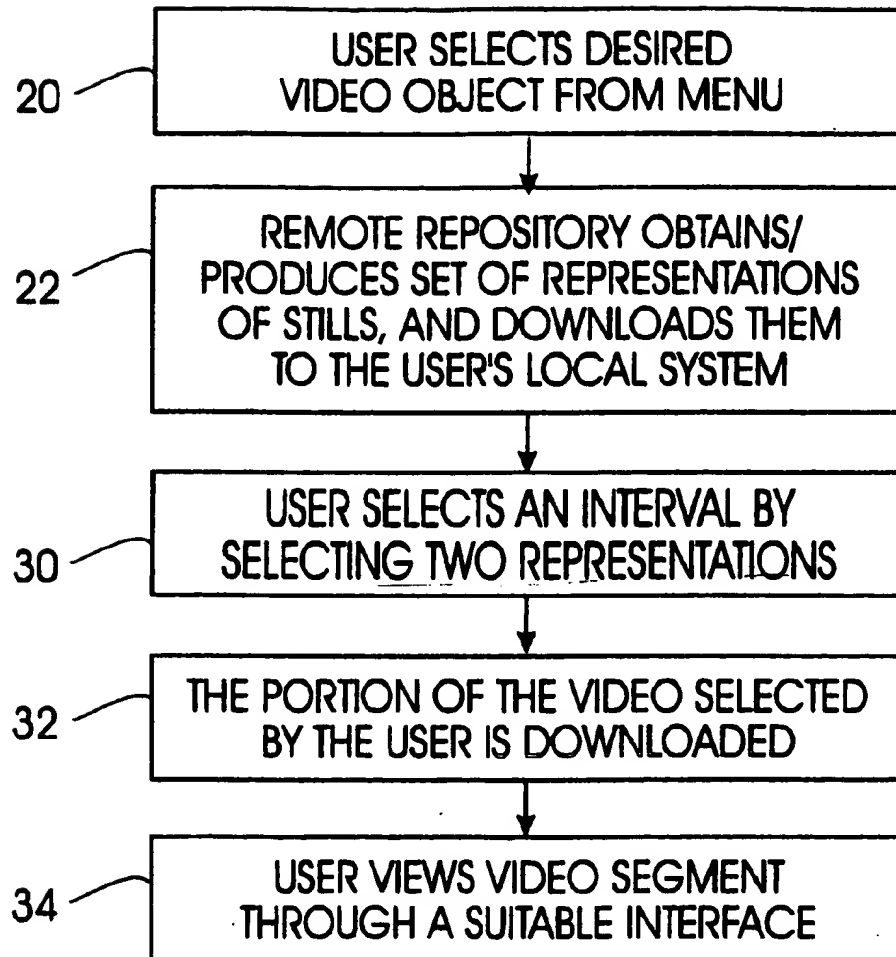 USER SELECTS DESIRED
VIDEO OBJECT FROM MENU
20
REMOTE REPOSITORY OBTAINS/
PRODUCES SET OF REPRESENTATIONS
OF STILLS, AND DOWNLOADS THEM
TO THE USER'S LOCAL SYSTEM
22
USER SELECTS AN INTERVAL BY
SELECTING TWO REPRESENTATIONS
30
THE PORTION OF THE VIDEO SELECTED
BY THE USER IS DOWNLOADED
32
USER VIEWS VIDEO SEGMENT
THROUGH A SUITABLE INTERFACE
34